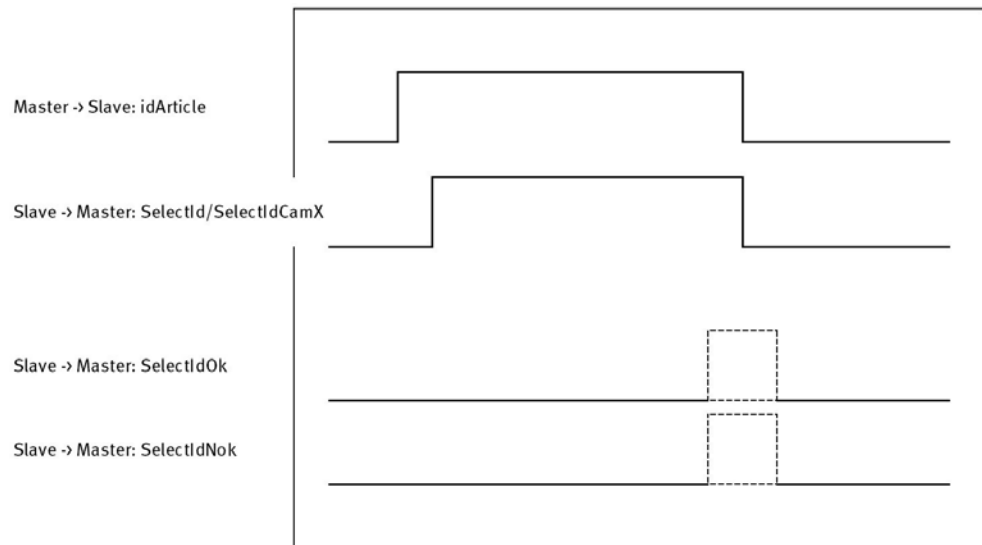 Master -> Slave: idArticle
Slave -> Master: SelectId/SelectIdCamX
Slave -> Master: SelectIdOk
Slave -> Master: SelectIdNok